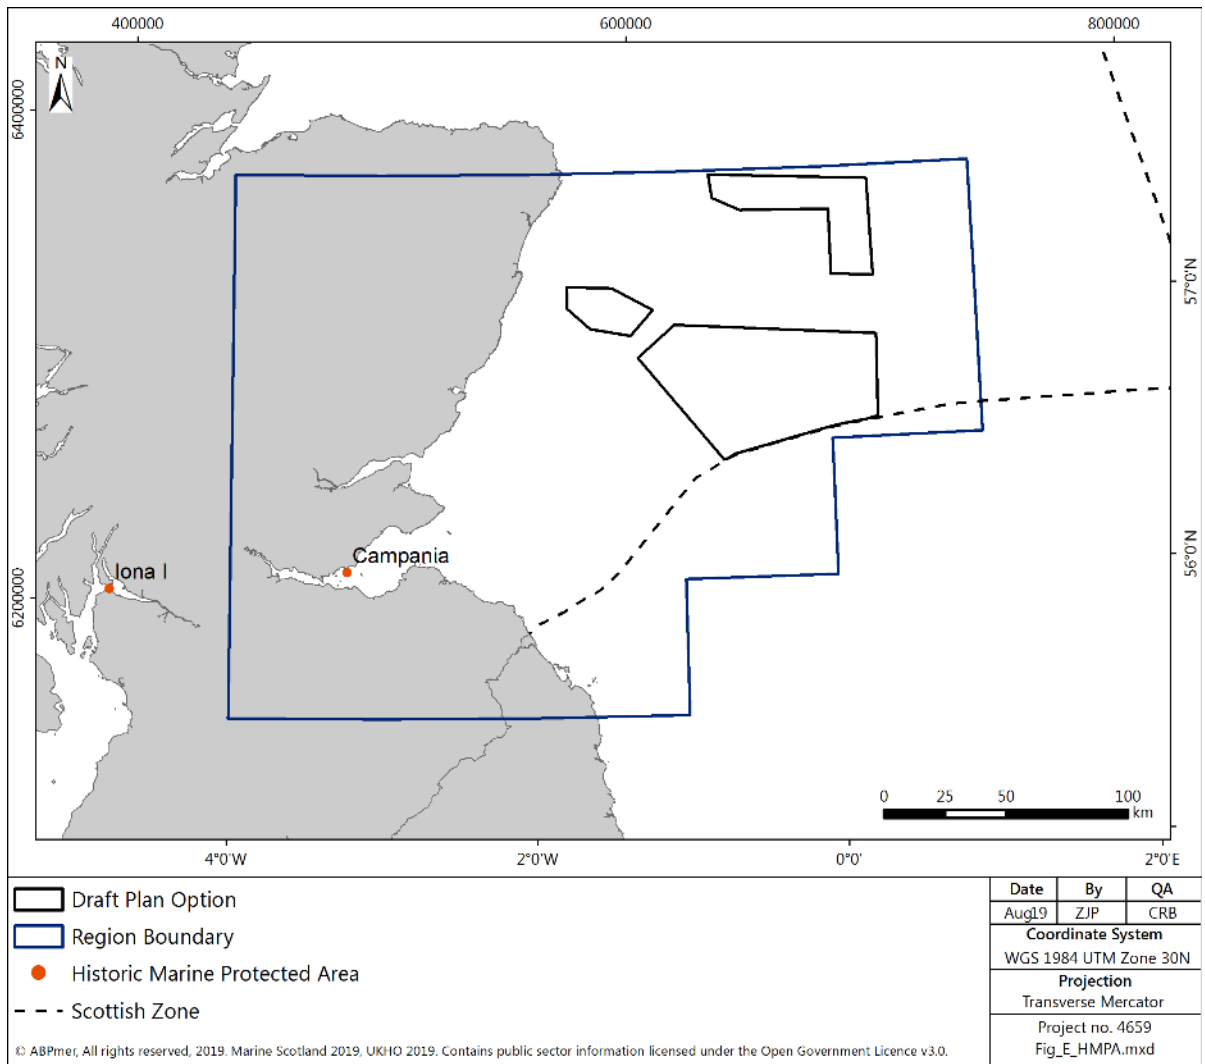 400000
600000
800000
N
6400000
57°0'N
Campania
Iona I
56°0'N
6200000
0
25
50
100
km
4°0'W
2°0'W
0°0'
2°0'E
Draft Plan Option
Region Boundary
Historic Marine Protected Area
Scottish Zone
Date
By
QA
Aug19
ZJP
CRB
Coordinate System
WGS 1984 UTM Zone 30N
Projection
Transverse Mercator
Project no. 4659
Fig_E_HMPA.mxd
© ABPmer, All rights reserved, 2019. Marine Scotland 2019, UKHO 2019. Contains public sector information licensed under the Open Government Licence v3.0.